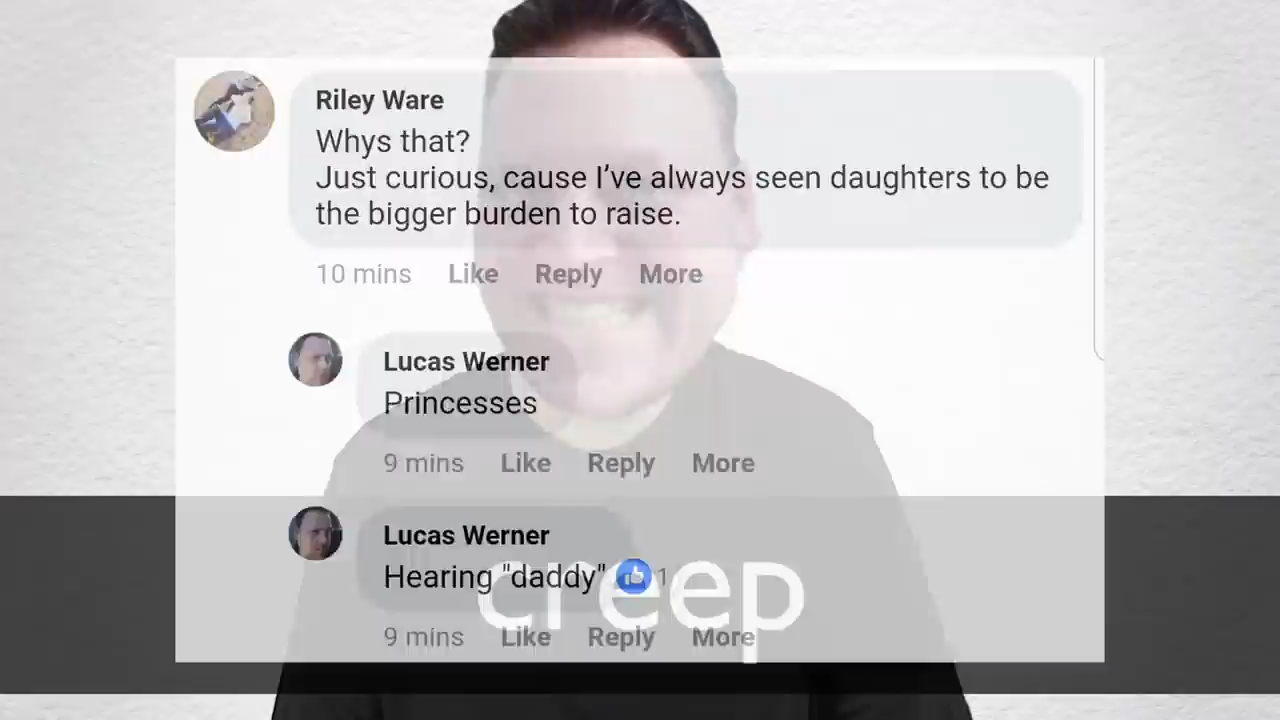 Riley Ware
Whys that?
Just curious, cause I've always seen daughters to be
the bigger burden to raise.
10 mins Like Reply More
Lucas Werner
Princesses
9 mins Like Reply More
Lucas Werner
Hearing "daddy" 1
creep
9 mins Like Reply More